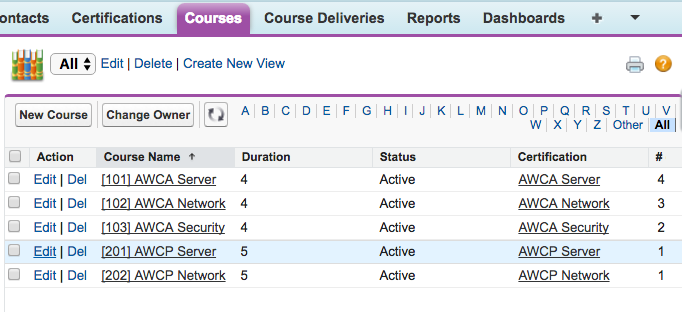 ontacts Certifications Courses Course Deliveries Reports Dashboards +
All Edit | Delete | Create New View ?
New Course Change Owner A | B | C | D | E | F | G | H | I | J | K | L | M | N | O | P | Q | R | S | T | U | V
W | X | Y | Z | Other All
Action Course Name ↑ Duration Status Certification #
Edit | Del [101] AWCA Server 4 Active AWCA Server 4
Edit | Del [102] AWCA Network 4 Active AWCA Network 3
Edit | Del [103] AWCA Security 4 Active AWCA Security 2
Edit | Del [201] AWCP Server 5 Active AWCP Server 1
Edit | Del [202] AWCP Network 5 Active AWCP Network 1